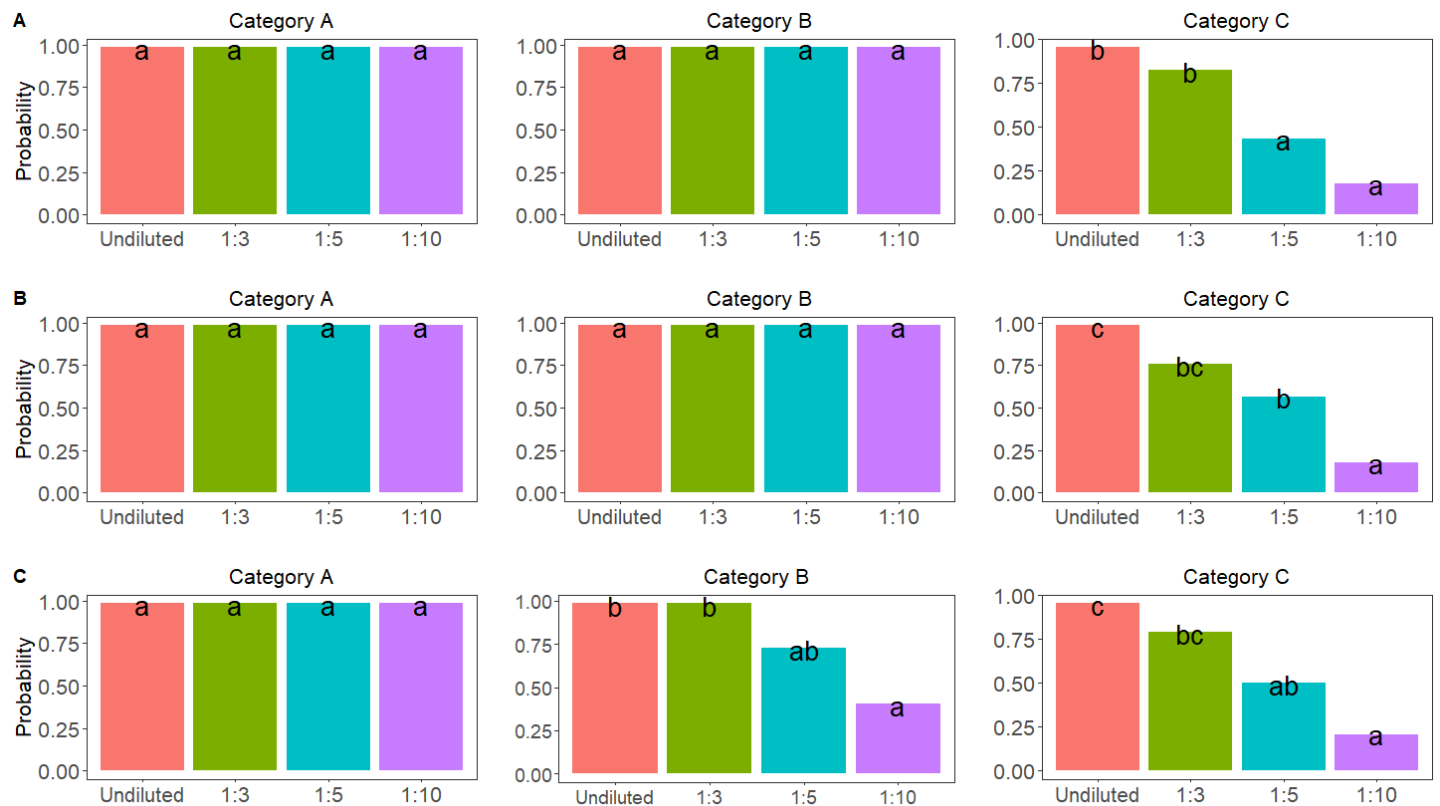 A
Category A
Category B
Category C
Probability
1.00
0.75
0.50
0.25
0.00
a a a a
Undiluted 1:3 1:5 1:10
1.00
0.75
0.50
0.25
0.00
a a a a
Undiluted 1:3 1:5 1:10
1.00
0.75
0.50
0.25
0.00
b b a a
Undiluted 1:3 1:5 1:10
B
Category A
Category B
Category C
Probability
1.00
0.75
0.50
0.25
0.00
a a a a
Undiluted 1:3 1:5 1:10
1.00
0.75
0.50
0.25
0.00
a a a a
Undiluted 1:3 1:5 1:10
1.00
0.75
0.50
0.25
0.00
c bc b a
Undiluted 1:3 1:5 1:10
C
Category A
Category B
Category C
Probability
1.00
0.75
0.50
0.25
0.00
a a a a
Undiluted 1:3 1:5 1:10
1.00
0.75
0.50
0.25
0.00
b b ab a
Undiluted 1:3 1:5 1:10
1.00
0.75
0.50
0.25
0.00
c bc ab a
Undiluted 1:3 1:5 1:10